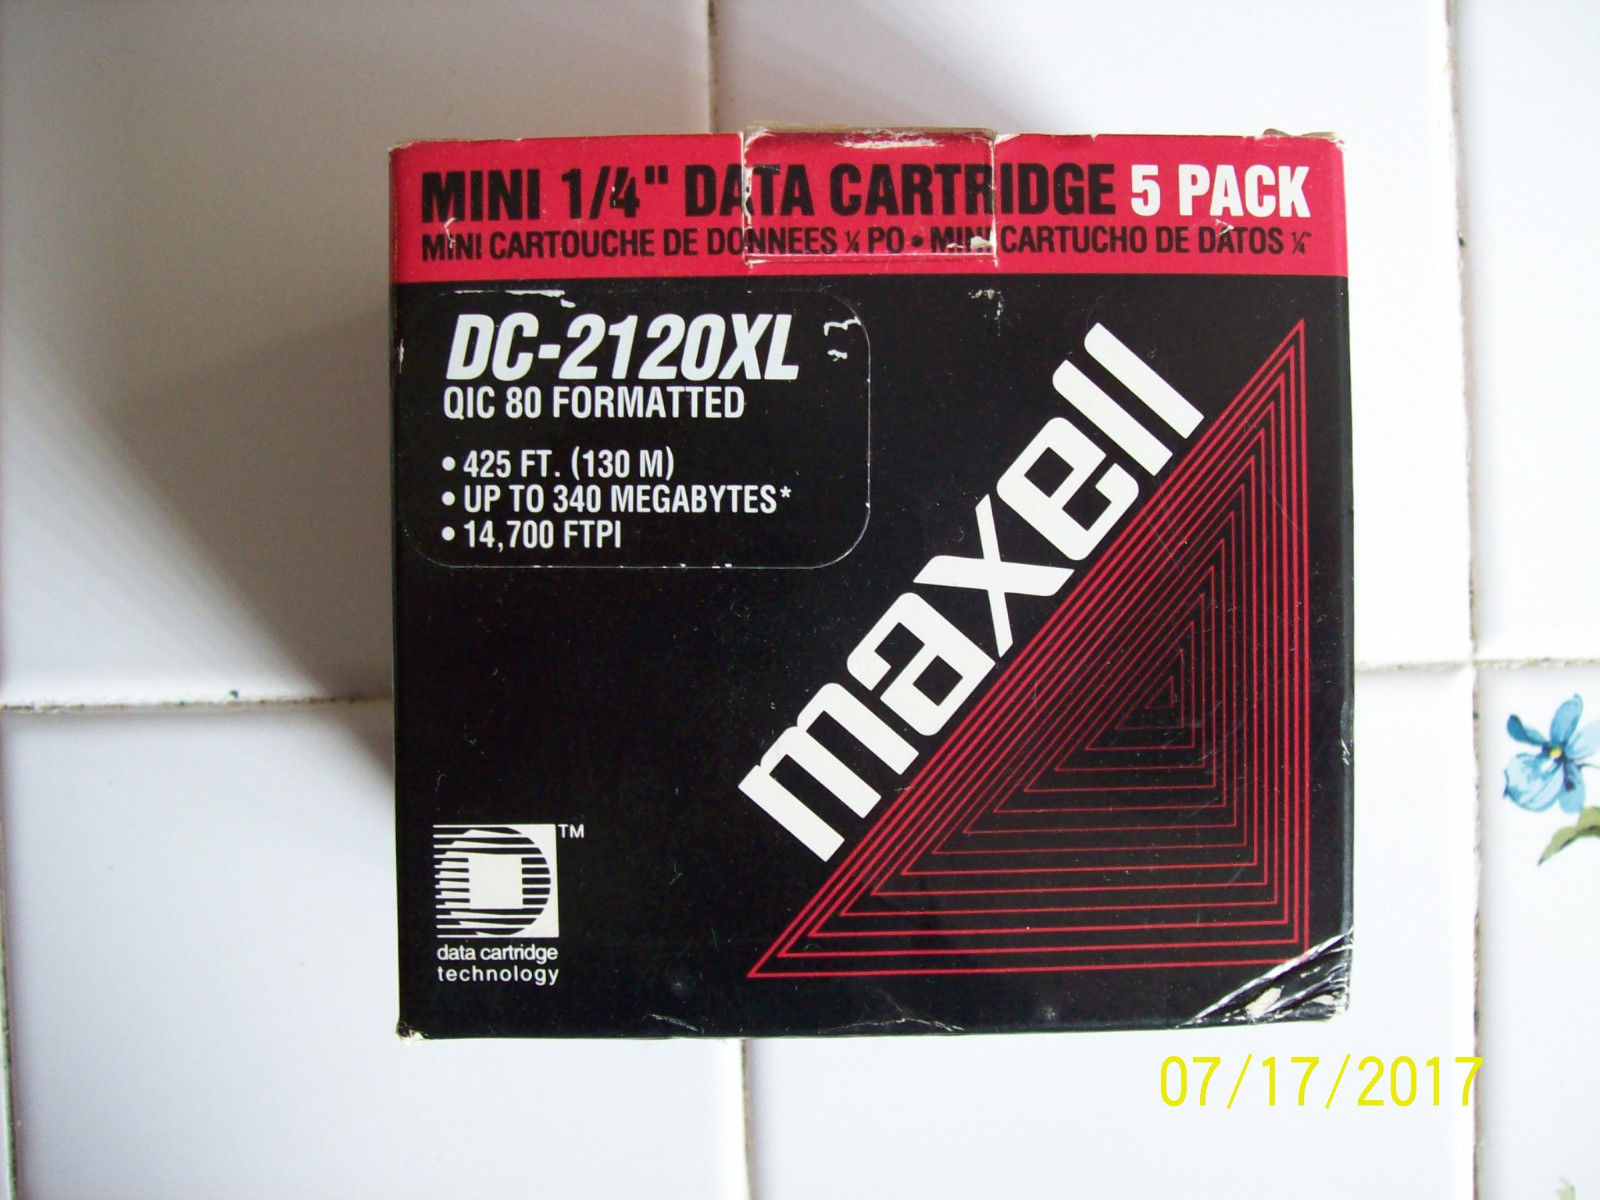 MINI 1/4" DATA CARTRIDGE 5 PACK
MINI CARTOUCHE DE DONNEES ¼ PO • MINI CARTUCHO DE DATOS ¼"
DC-2120XL
QIC 80 FORMATTED
• 425 FT. (130 M)
• UP TO 340 MEGABYTES*
• 14,700 FTPI
maxell
TM
data cartridge
technology
07/17/2017